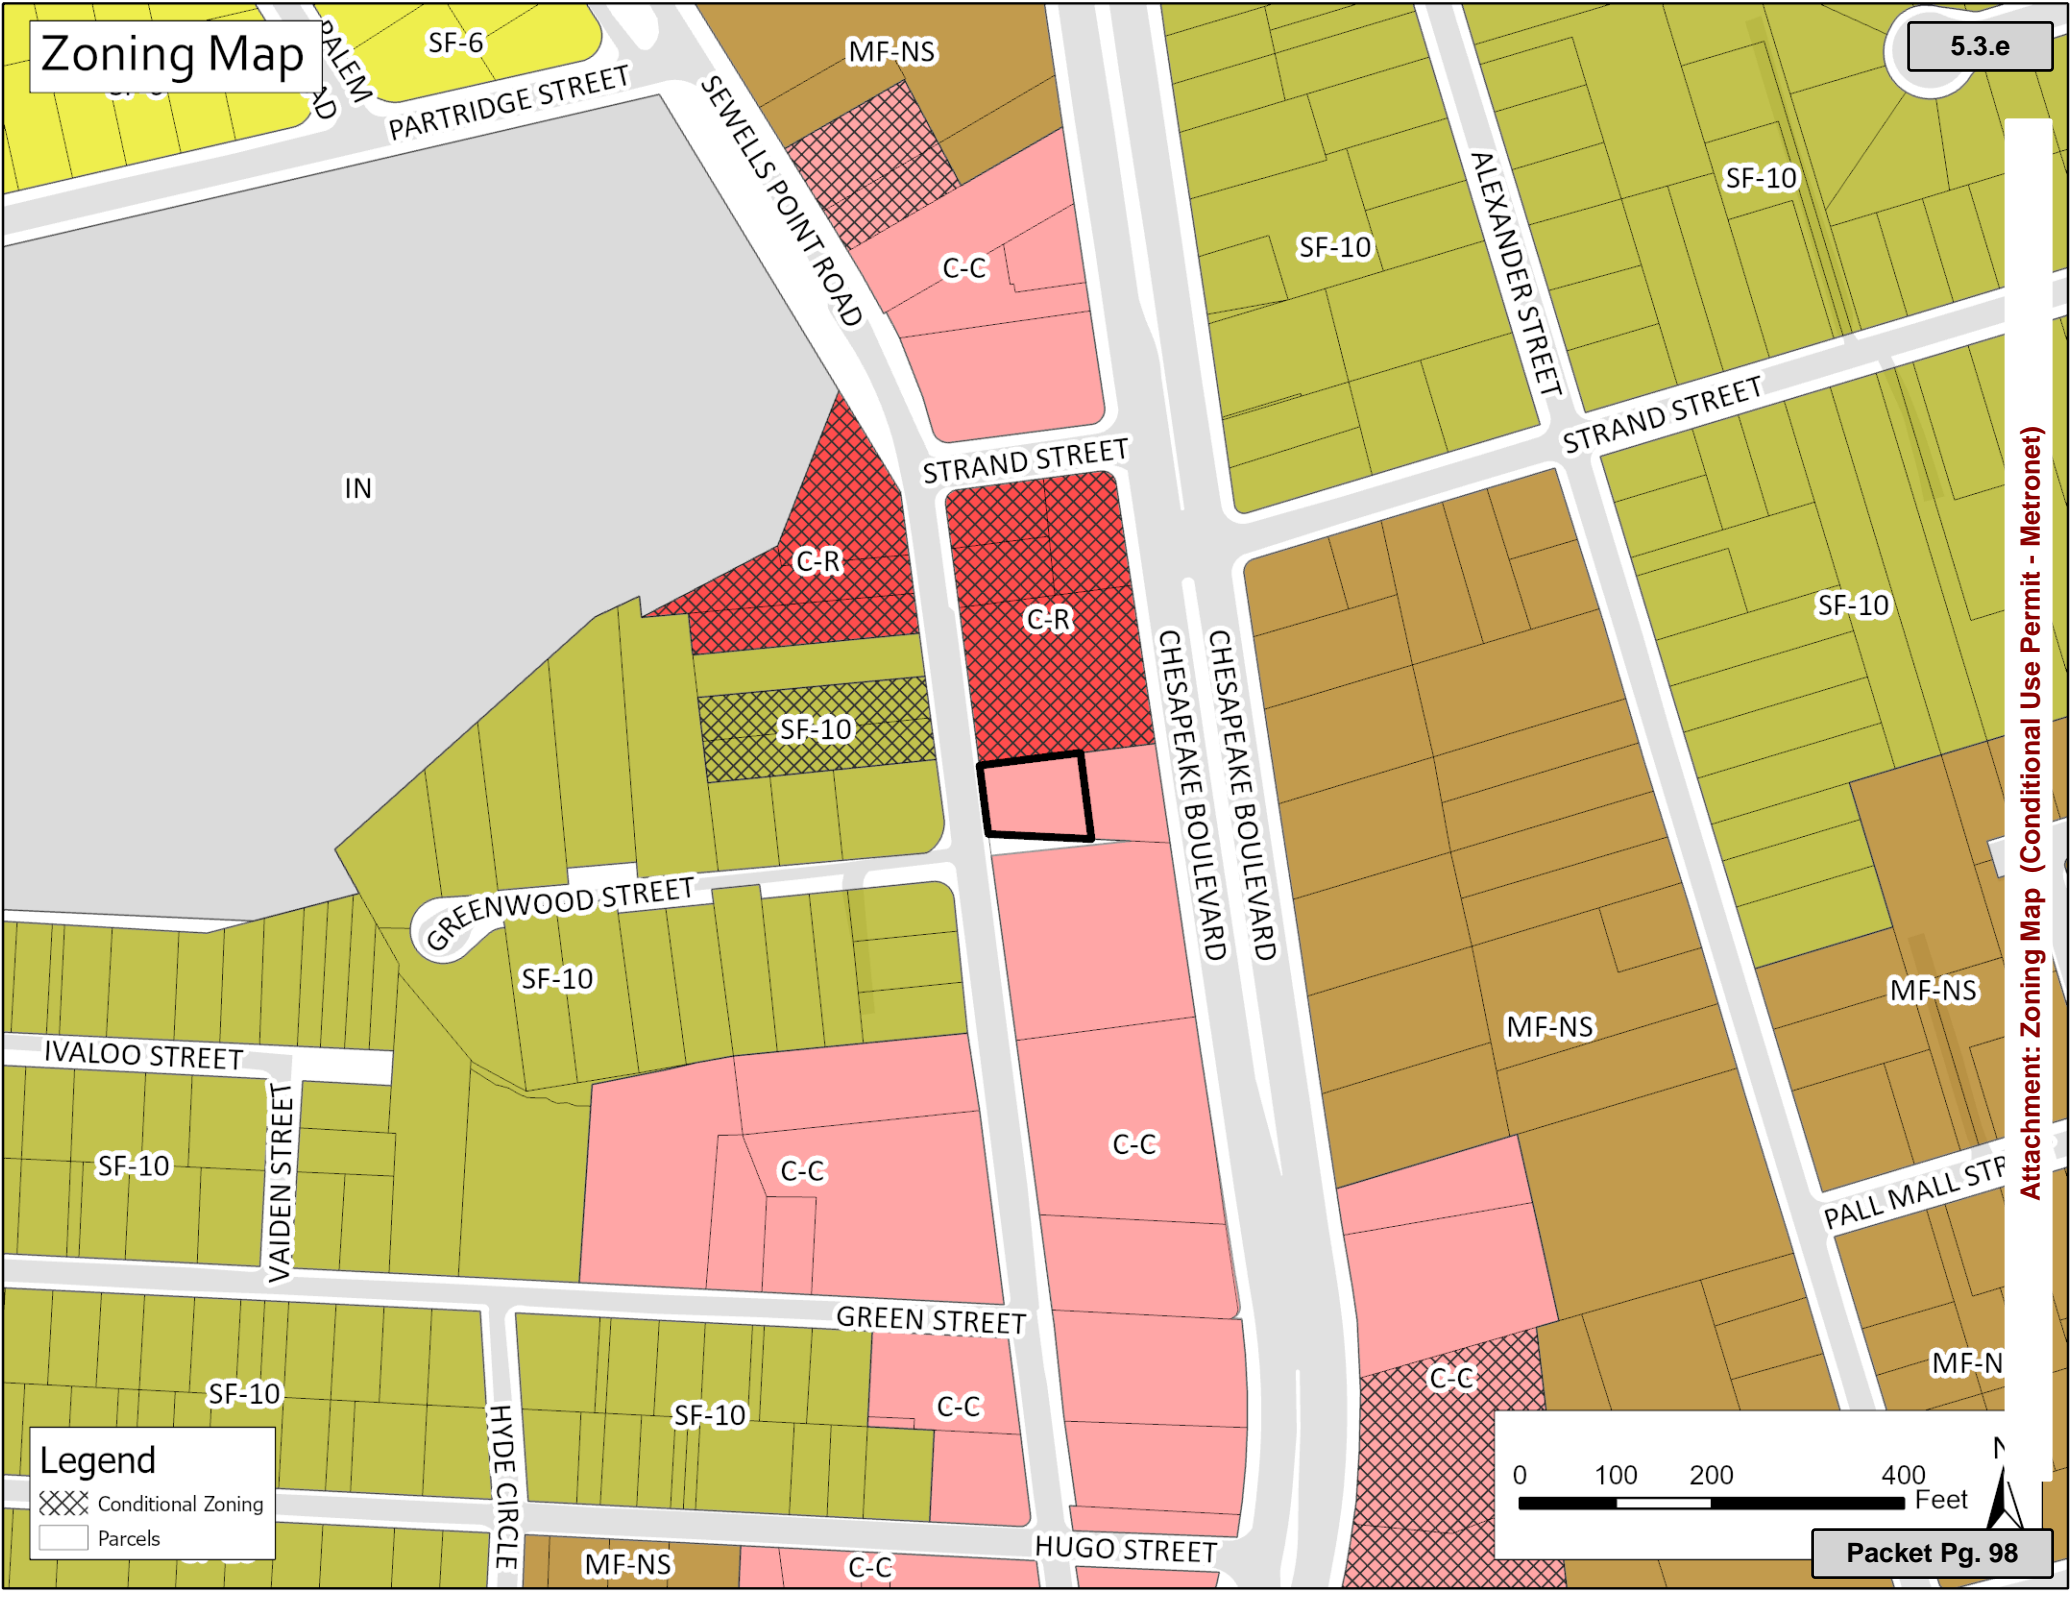 Zoning Map
5.3.e
SF-6
PARTRIDGE STREET
MF-NS
SEWELLS POINT ROAD
C-C
SF-10
ALEXANDER STREET
SF-10
STRAND STREET
STRAND STREET
IN
C-R
C-R
SF-10
SF-10
CHESAPEAKE BOULEVARD
CHESAPEAKE BOULEVARD
GREENWOOD STREET
SF-10
MF-NS
MF-NS
IVALOO STREET
VAIDEN STREET
SF-10
C-C
C-C
PALL MALL STR
GREEN STREET
SF-10
SF-10
C-C
C-C
MF-N
HYDE CIRCLE
HUGO STREET
MF-NS
C-C
Legend
Conditional Zoning
Parcels
0 100 200 400
Feet
N
Attachment: Zoning Map (Conditional Use Permit - Metronet)
Packet Pg. 98